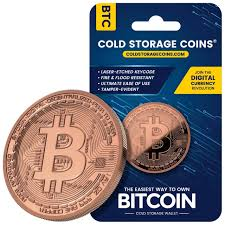 BTC
COLD STORAGE COINS®
COLDSTORAGECOINS.COM
• LASER-ETCHED KEYCODE
• FIRE & FLOOD RESISTANT
• ULTIMATE EASE OF USE
• TAMPER-EVIDENT
JOIN THE
DIGITAL
CURRENCY
REVOLUTION
THE EASIEST WAY TO OWN
BITCOIN
COLD STORAGE WALLET